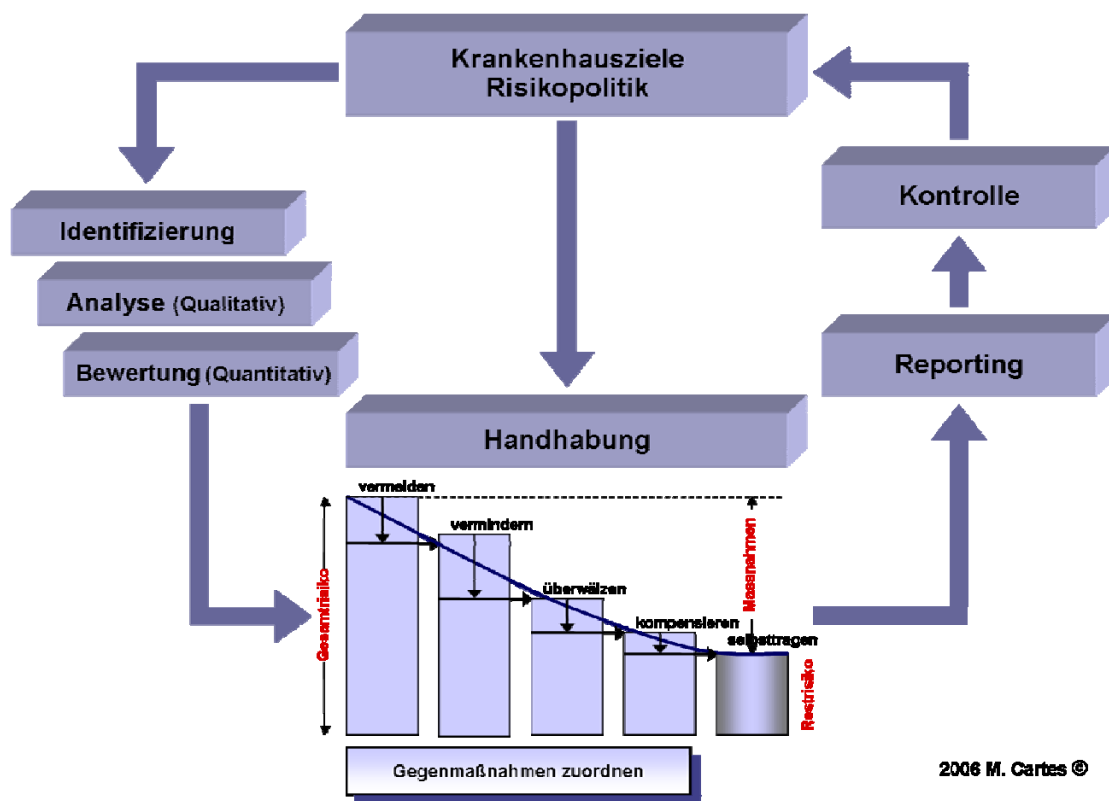 Krankenhausziele
Risikopolitik
Identifizierung
Analyse (Qualitativ)
Bewertung (Quantitativ)
Kontrolle
Reporting
Handhabung
vermeiden
vermindern
überwälzen
kompensieren
selbsttragen
Gesamtrisiko
Massnahmen
Restrisiko
Gegenmaßnahmen zuordnen
2006 M. Cartes ©